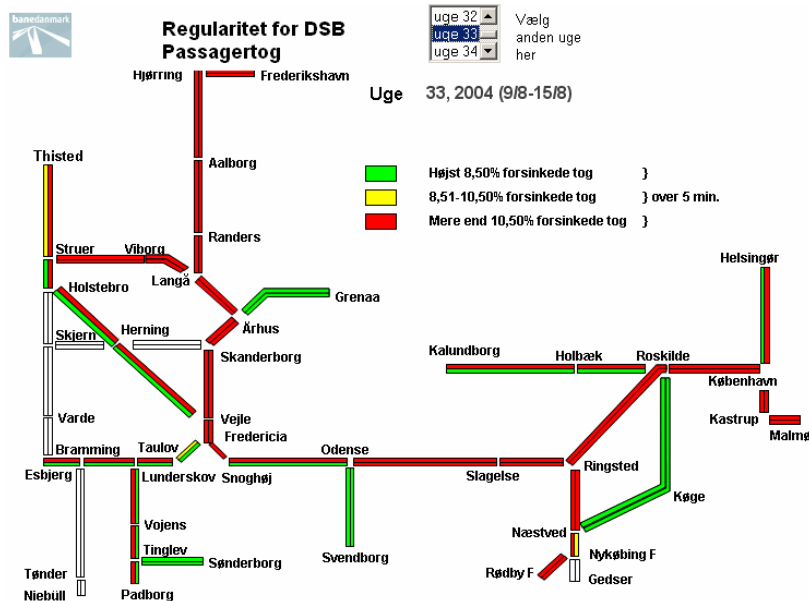 banedanmark
Regularitet for DSB
Passagertog
uge 32
uge 33
uge 34
Vælg
anden uge
her
Uge 33, 2004 (9/8-15/8)
Hjørring
Frederikshavn
Thisted
Aalborg
Højst 8,50% forsinkede tog }
8,51-10,50% forsinkede tog } over 5 min.
Mere end 10,50% forsinkede tog }
Randers
Struer
Viborg
Langå
Helsingør
Holstebro
Grenaa
Århus
Skjern
Herning
Skanderborg
Kalundborg
Holbæk
Roskilde
København
Varde
Vejle
Fredericia
Kastrup
Malmø
Bramming
Taulov
Odense
Esbjerg
Lunderskov
Snoghøj
Slagelse
Ringsted
Køge
Vojens
Næstved
Tinglev
Sønderborg
Svendborg
Nykøbing F
Tønder
Rødby F
Gedser
Niebüll
Padborg